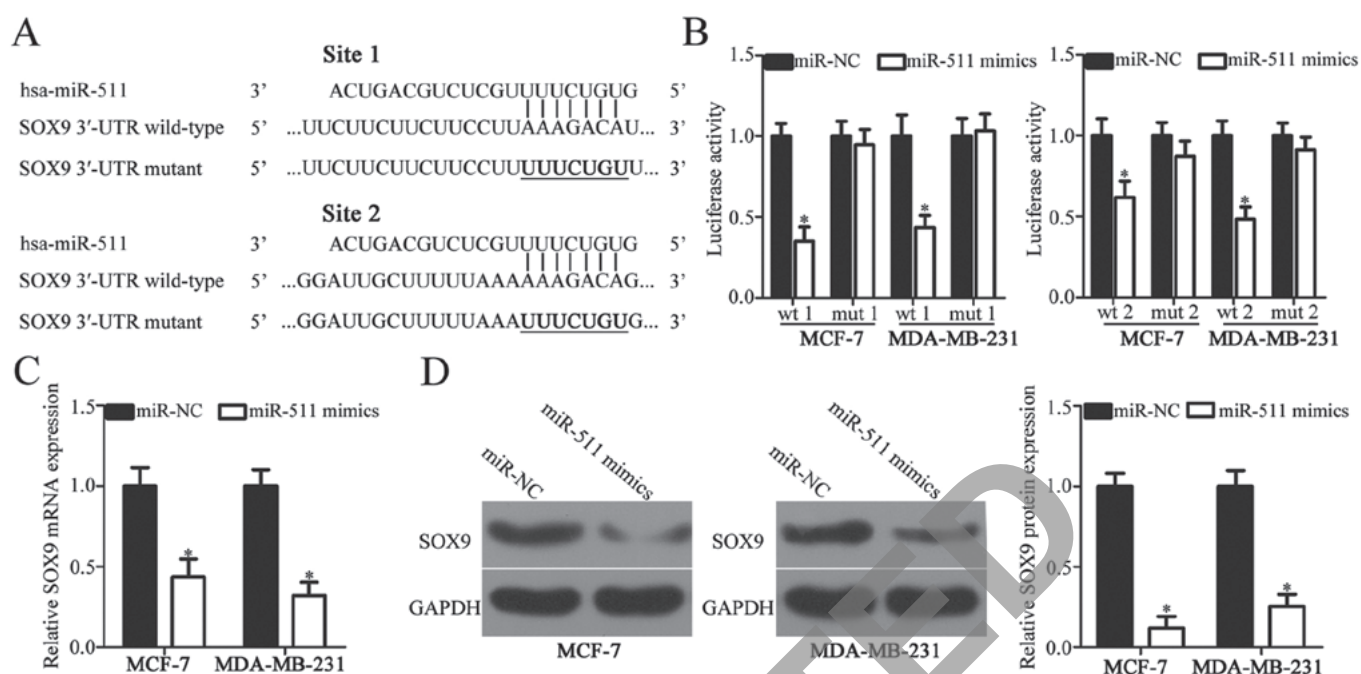 A
Site 1
hsa-miR-511 3’ ACUGACGUCUCGUUUUCUGUG 5’
SOX9 3′-UTR wild-type 5’ ...UUCUUCUUCUUCCUUAAAGACAU... 3’
SOX9 3′-UTR mutant 5’ ...UUCUUCUUCUUCCUUUUUCUGUU... 3’
Site 2
hsa-miR-511 3’ ACUGACGUCUCGUUUUCUGUG 5’
SOX9 3′-UTR wild-type 5’ ...GGAUUGCUUUUUAAAAAAGACAG... 3’
SOX9 3′-UTR mutant 5’ ...GGAUUGCUUUUUAAAUUUCUGUG... 3’
B
miR-NC miR-511 mimics
Luciferase activity
1.5
1.0
0.5
0.0
* *
wt 1 mut 1 wt 1 mut 1
MCF-7 MDA-MB-231
miR-NC miR-511 mimics
Luciferase activity
1.5
1.0
0.5
0.0
* *
wt 2 mut 2 wt 2 mut 2
MCF-7 MDA-MB-231
C
miR-NC miR-511 mimics
Relative SOX9 mRNA expression
1.5
1.0
0.5
0.0
* *
MCF-7 MDA-MB-231
D
miR-NC miR-511 mimics
SOX9
GAPDH
MCF-7
miR-NC miR-511 mimics
SOX9
GAPDH
MDA-MB-231
miR-NC miR-511 mimics
Relative SOX9 protein expression
1.5
1.0
0.5
0.0
* *
MCF-7 MDA-MB-231
TED